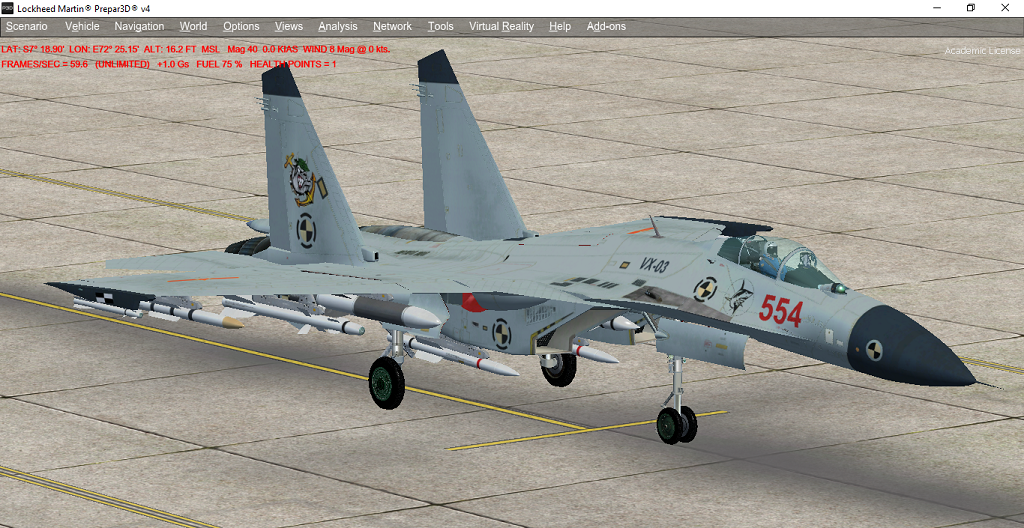 P3D Lockheed Martin® Prepar3D® v4
Scenario Vehicle Navigation World Options Views Analysis Network Tools Virtual Reality Help Add-ons
LAT: S7° 18.90' LON: E72° 25.15' ALT: 16.2 FT MSL Mag 40 0.0 KIAS WIND 6 Mag @ 0 kts.
Academic License
FRAMES/SEC = 59.6 (UNLIMITED) +1.0 Gs FUEL 75 % HEALTH POINTS = 1
VX-03
554